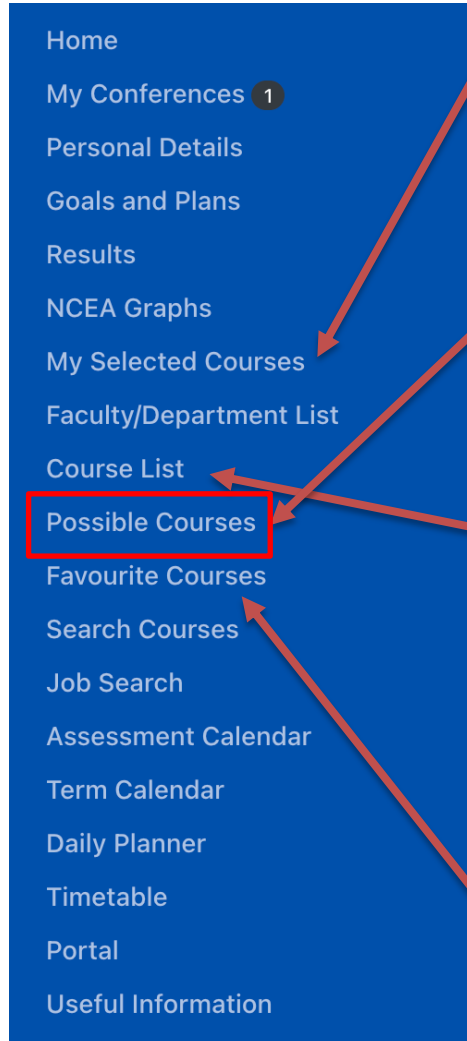 Home
My Conferences 1
Personal Details
Goals and Plans
Results
NCEA Graphs
My Selected Courses
Faculty/Department List
Course List
Possible Courses
Favourite Courses
Search Courses
Job Search
Assessment Calendar
Term Calendar
Daily Planner
Timetable
Portal
Useful Information